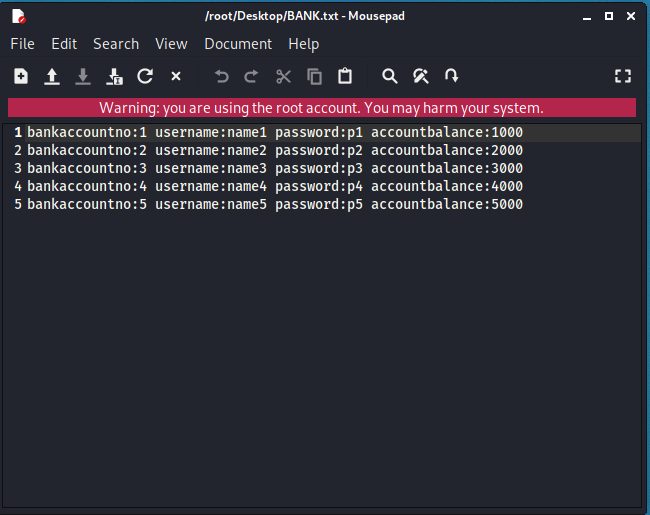 /root/Desktop/BANK.txt - Mousepad
File Edit Search View Document Help
Warning: you are using the root account. You may harm your system.
1 bankaccountno:1 username:name1 password:p1 accountbalance:1000
2 bankaccountno:2 username:name2 password:p2 accountbalance:2000
3 bankaccountno:3 username:name3 password:p3 accountbalance:3000
4 bankaccountno:4 username:name4 password:p4 accountbalance:4000
5 bankaccountno:5 username:name5 password:p5 accountbalance:5000